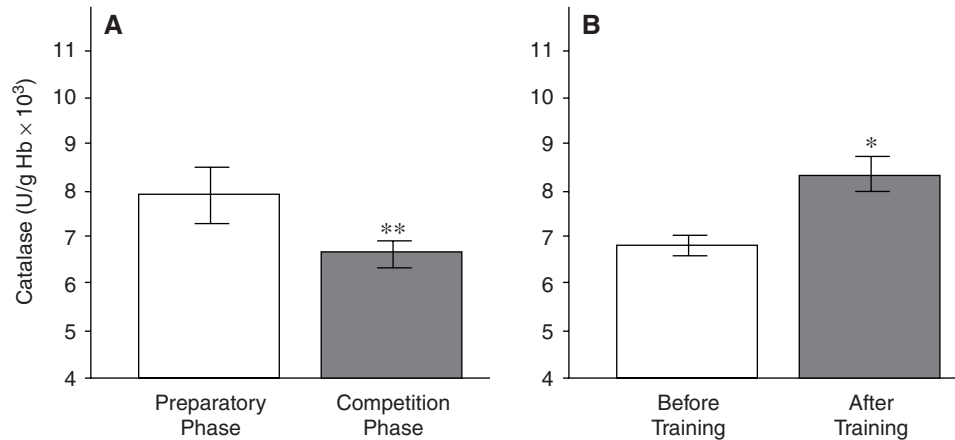 A
Catalase (U/g Hb × 10³)
11
10
9
8
7
6
5
4
**
Preparatory
Phase
Competition
Phase
B
11
10
9
8
7
6
5
4
*
Before
Training
After
Training